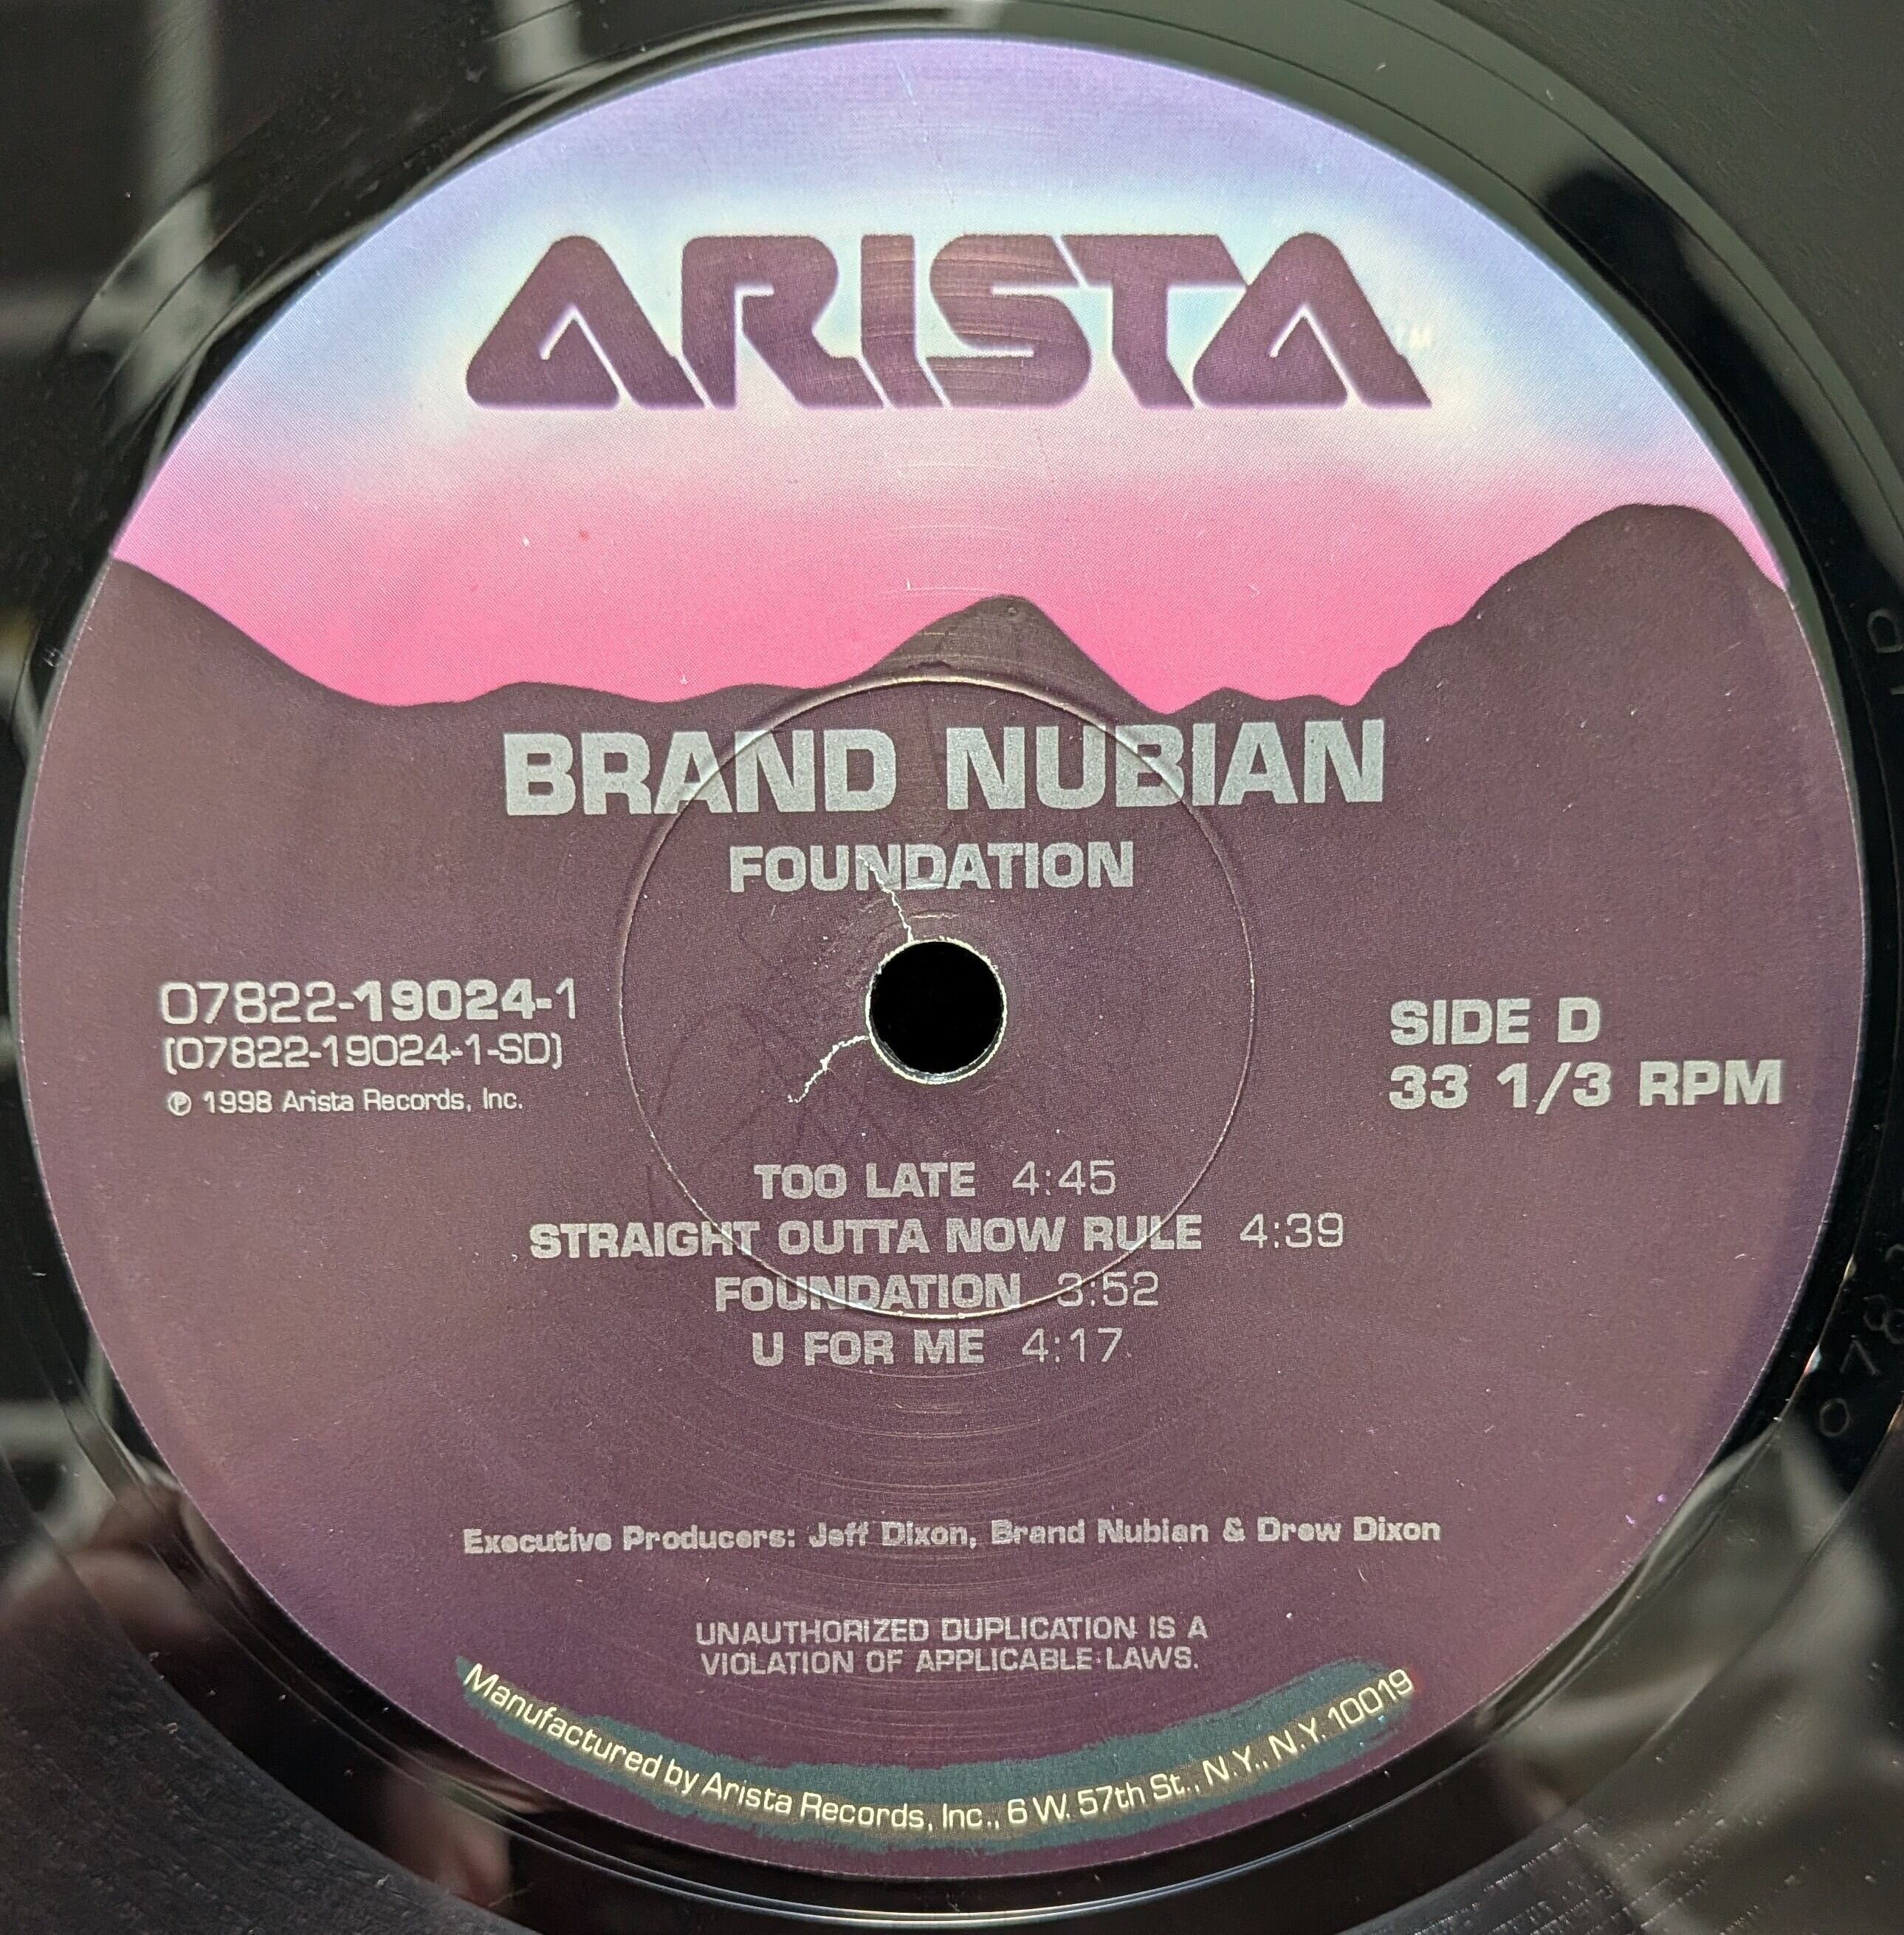 ARISTA
TM
BRAND NUBIAN
FOUNDATION
07822-19024-1
(07822-19024-1-SD)
℗ 1998 Arista Records, Inc.
SIDE D
33 1/3 RPM
TOO LATE 4:45
STRAIGHT OUTTA NOW RULE 4:39
FOUNDATION 3:52
U FOR ME 4:17
Executive Producers: Jeff Dixon, Brand Nubian & Drew Dixon
UNAUTHORIZED DUPLICATION IS A
VIOLATION OF APPLICABLE LAWS.
Manufactured by Arista Records, Inc., 6 W. 57th St., N.Y., N.Y. 10019